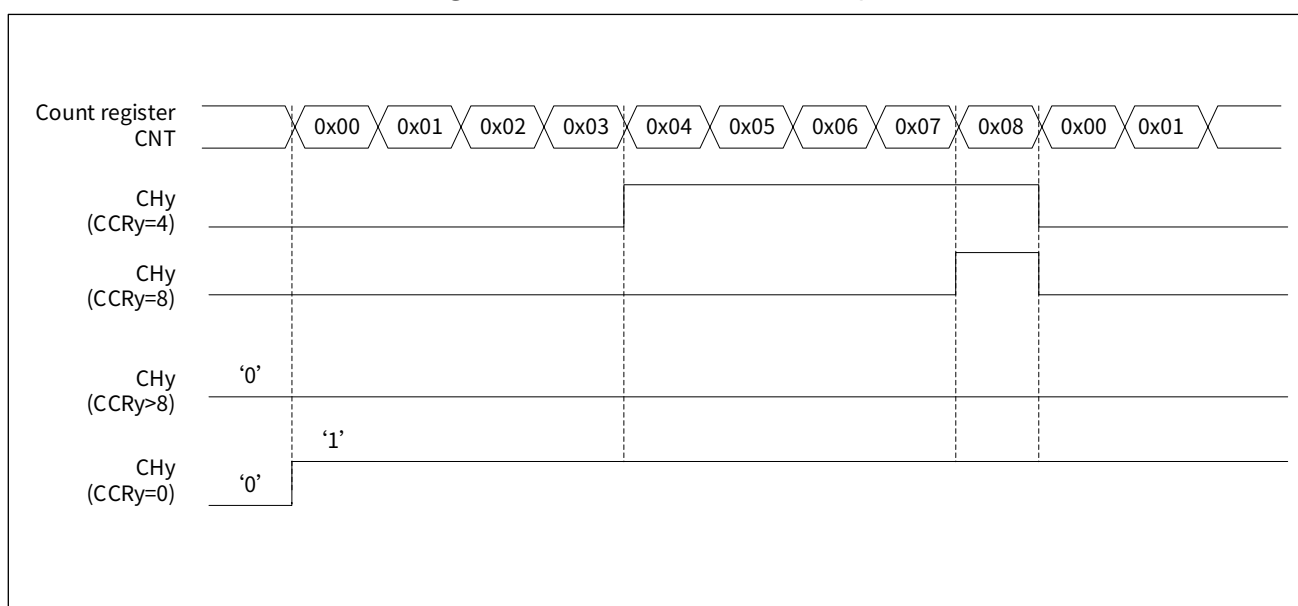 Count register
CNT
0x00 0x01 0x02 0x03 0x04 0x05 0x06 0x07 0x08 0x00 0x01
CHy
(CCRy=4)
CHy
(CCRy=8)
CHy
(CCRy>8)
‘0’
‘1’
CHy
(CCRy=0)
‘0’